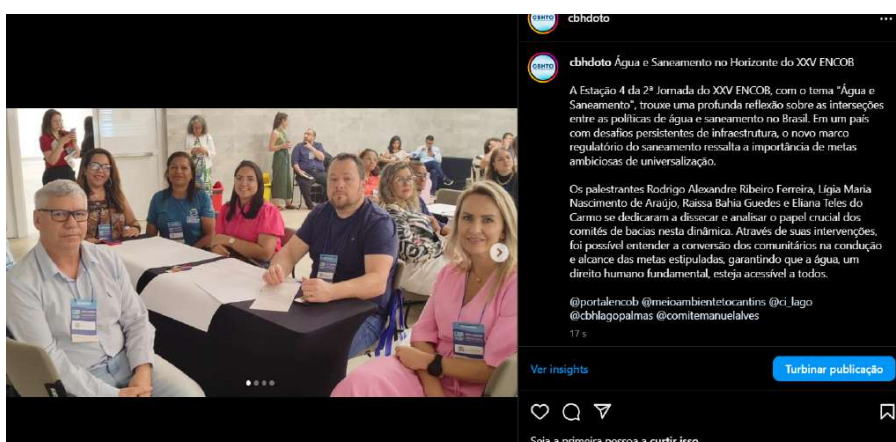 cbhdoto
cbhdoto Água e Saneamento no Horizonte do XXV ENCOB
A Estação 4 da 2ª Jornada do XXV ENCOB, com o tema "Água e
Saneamento", trouxe uma profunda reflexão sobre as interseções
entre as políticas de água e saneamento no Brasil. Em um país
com desafios persistentes de infraestrutura, o novo marco
regulatório do saneamento ressalta a importância de metas
ambiciosas de universalização.
Os palestrantes Rodrigo Alexandre Ribeiro Ferreira, Lígia Maria
Nascimento de Araújo, Raissa Bahia Guedes e Eliana Teles do
Carmo se dedicaram a dissecar e analisar o papel crucial dos
comitês de bacias nesta dinâmica. Através de suas intervenções,
foi possível entender a conversão dos comunitários na condução
e alcance das metas estipuladas, garantindo que a água, um
direito humano fundamental, esteja acessível a todos.
@portalencob @meioambientetocantins @ci_lago
@cbhlagopalmas @comitemanuelalves
17 s
Ver insights
Turbinar publicação
Seja a primeira pessoa a curtir isso